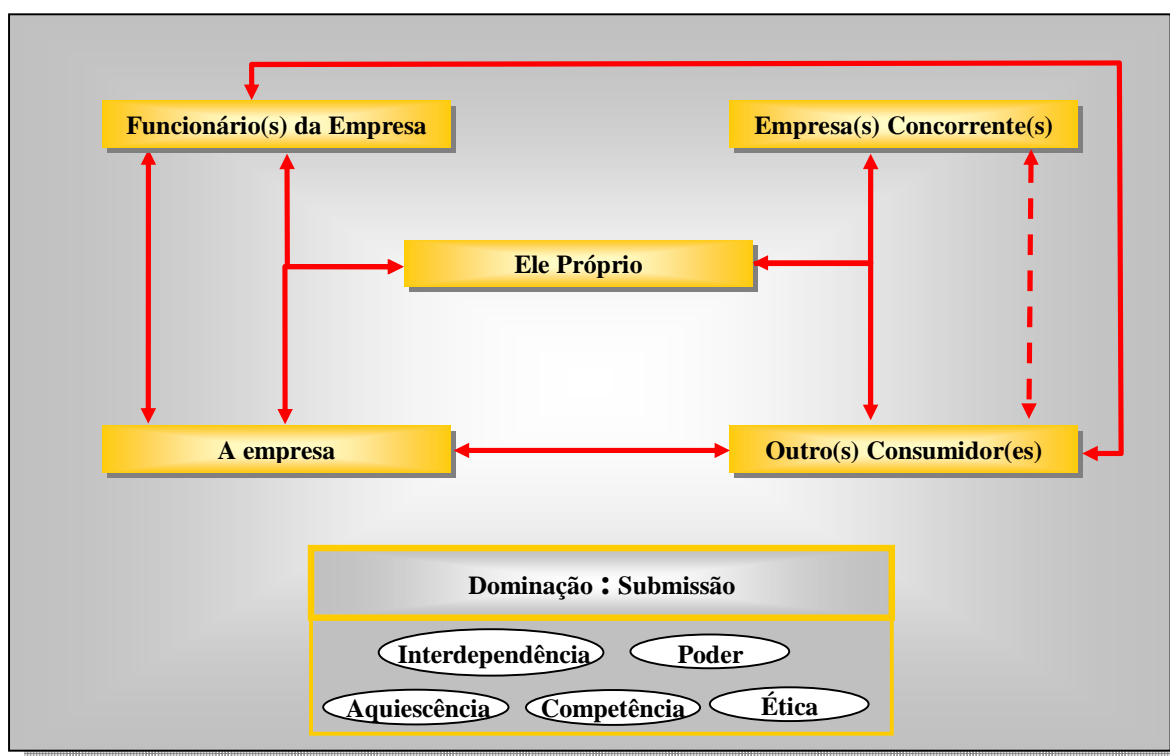 Funcionário(s) da Empresa
Empresa(s) Concorrente(s)
Ele Próprio
A empresa
Outro(s) Consumidor(es)
Dominação : Submissão
Interdependência
Poder
Aquiescência
Competência
Ética